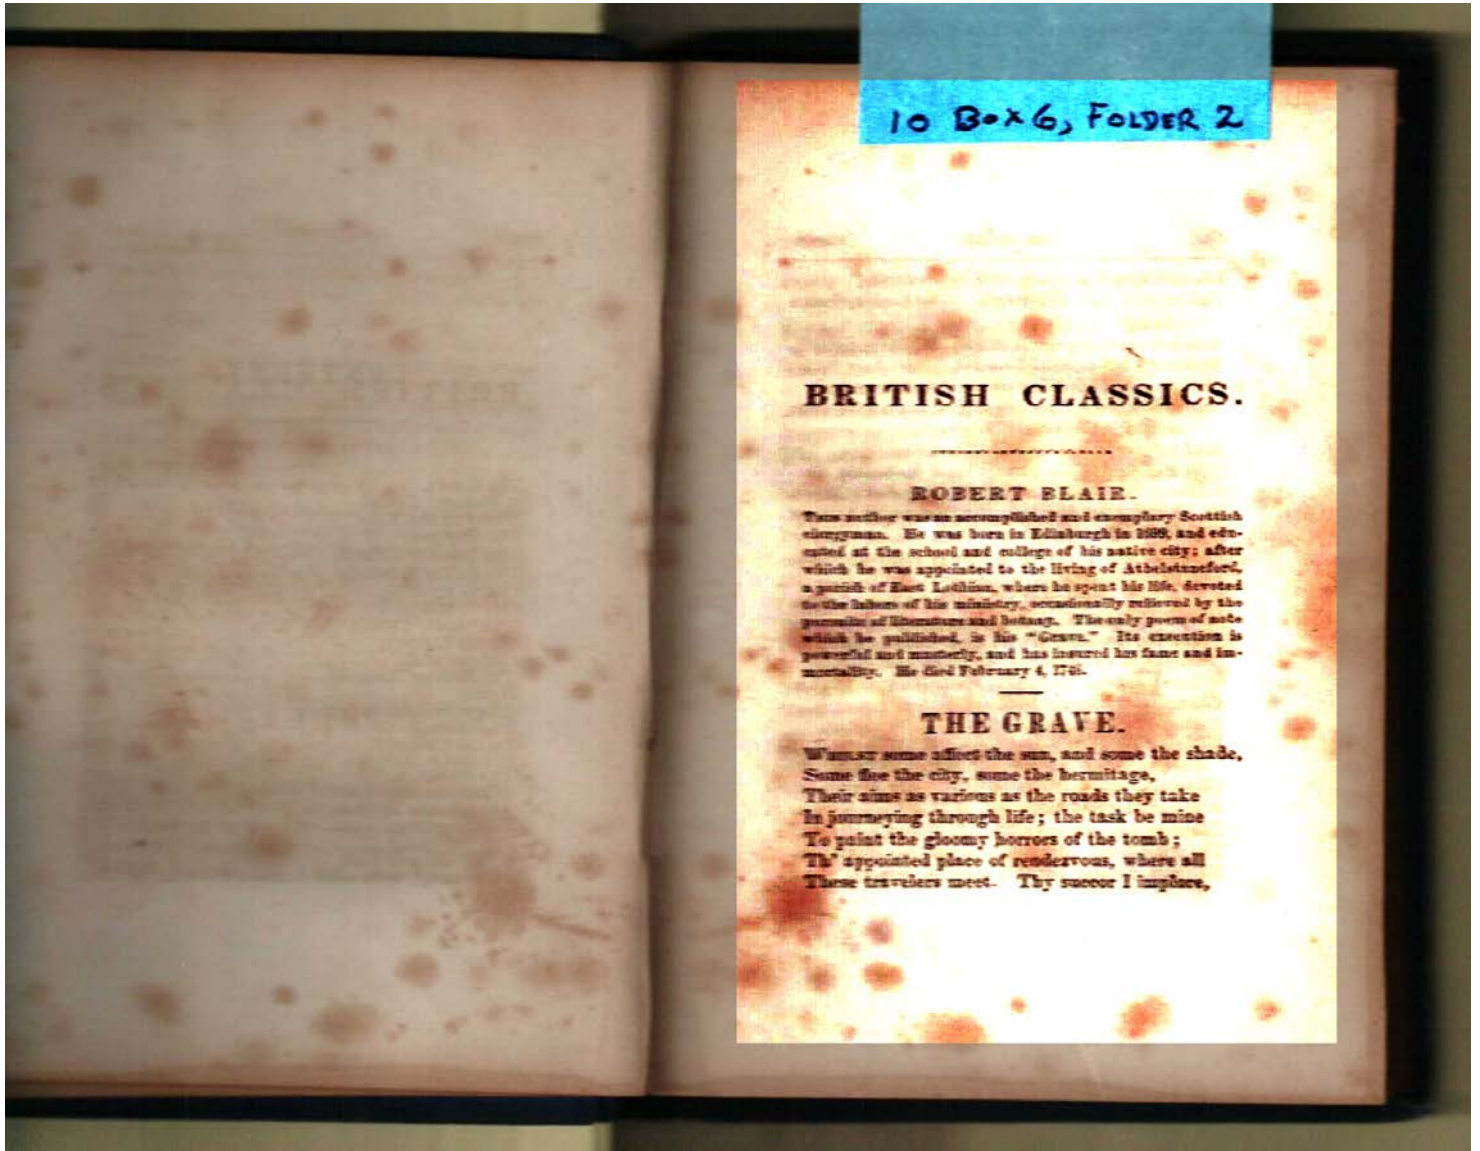 10 Box 6, FOLDER 2
BRITISH CLASSICS.
ROBERT BLAIR.
This author was an accomplished and exemplary Scottish
clergyman. He was born in Edinburgh in 1699, and edu-
cated at the school and college of his native city; after
which he was appointed to the living of Athelstaneford,
a parish of East Lothian, where he spent his life, devoted
to the labors of his ministry, occasionally relieved by the
pursuits of literature and botany. The only poem of note
which he published, is his "Grave." Its execution is
powerful and masterly, and has insured his fame and im-
mortality. He died February 4, 1746.
THE GRAVE.
WHILST some affect the sun, and some the shade,
Some flee the city, some the hermitage,
Their aims as various as the roads they take
In journeying through life; the task be mine
To paint the gloomy horrors of the tomb;
Th' appointed place of rendezvous, where all
These travelers meet. Thy succor I implore,